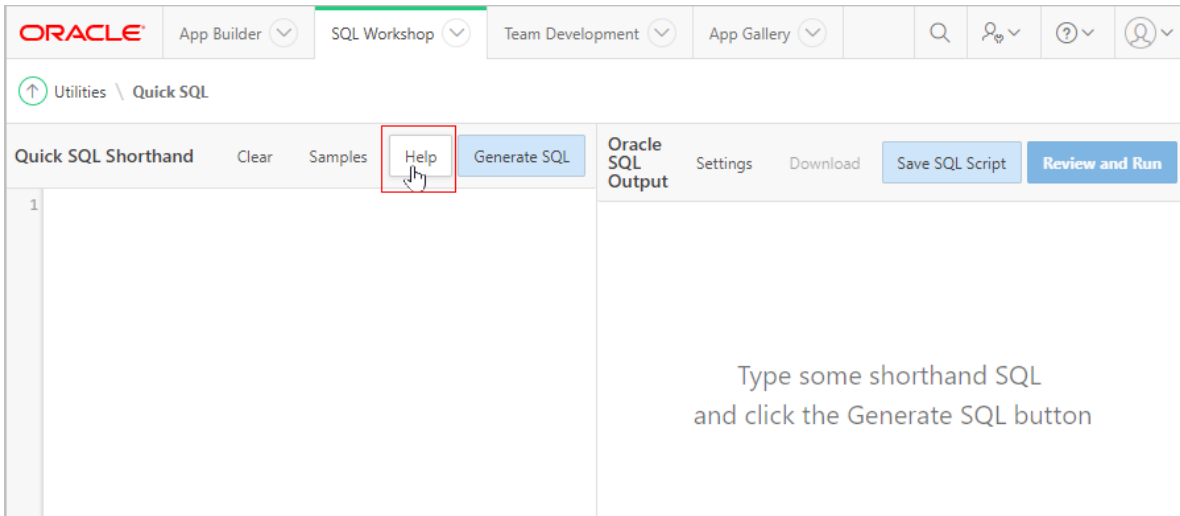 ORACLE App Builder SQL Workshop Team Development App Gallery
Utilities \ Quick SQL
Quick SQL Shorthand Clear Samples Help Generate SQL
Oracle
SQL
Output
Settings Download Save SQL Script Review and Run
1
Type some shorthand SQL
and click the Generate SQL button